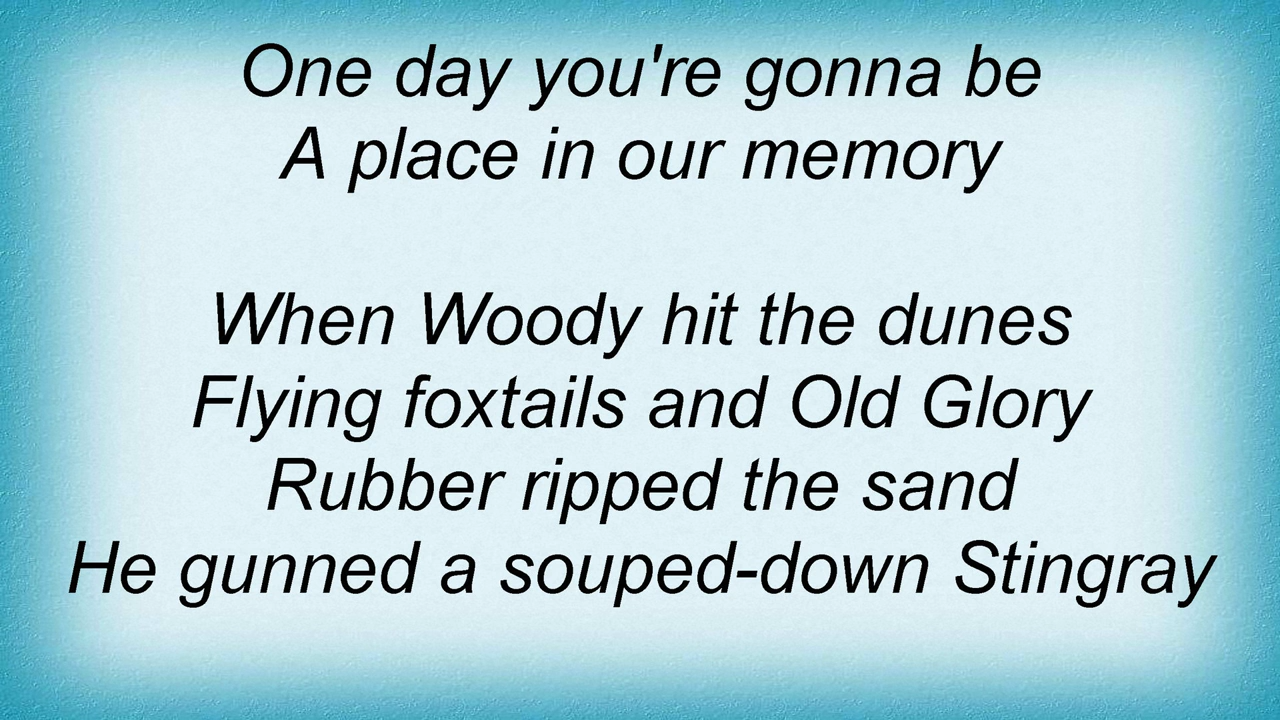 One day you're gonna be
A place in our memory
When Woody hit the dunes
Flying foxtails and Old Glory
Rubber ripped the sand
He gunned a souped-down Stingray